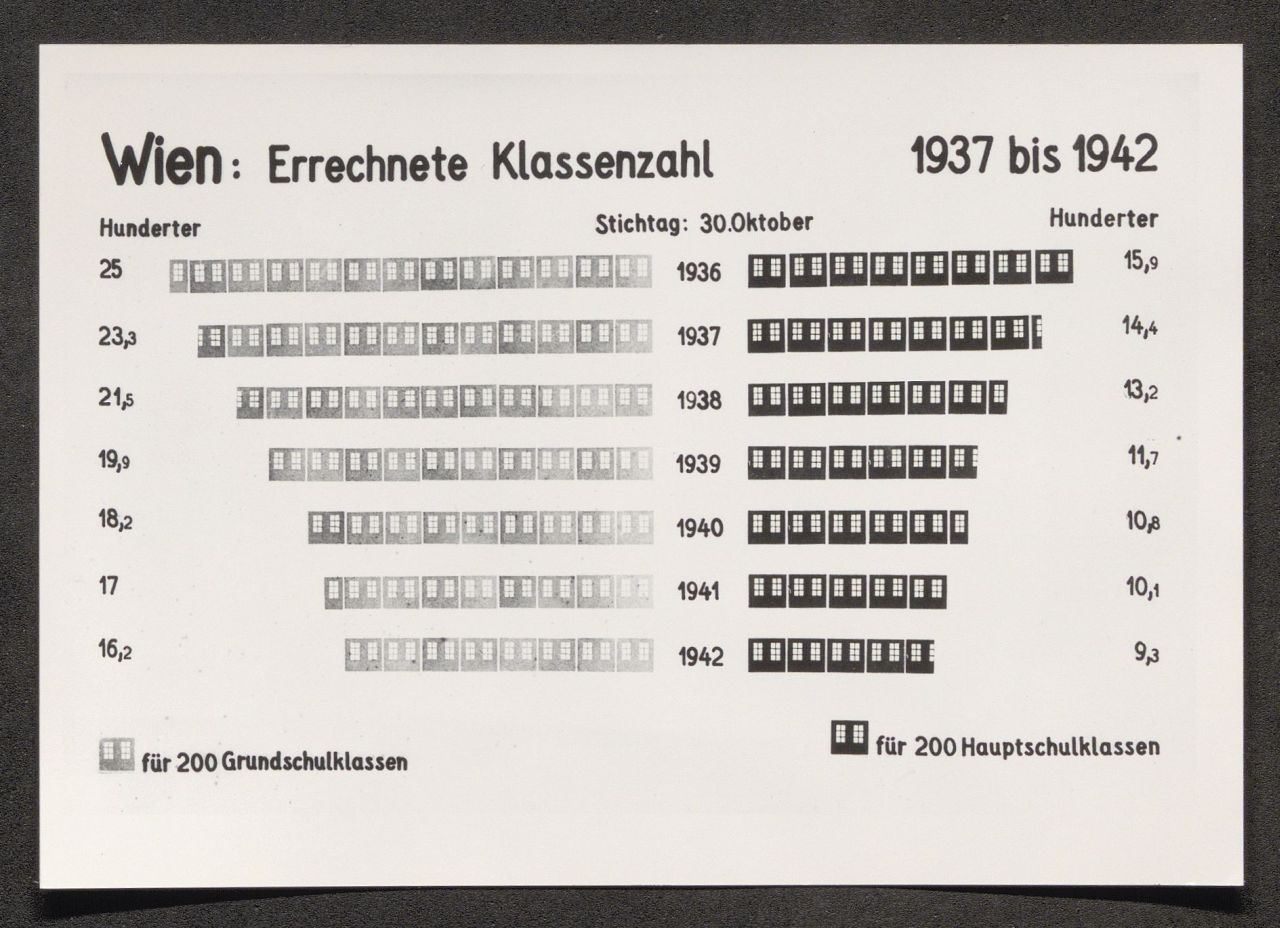 Wien: Errechnete Klassenzahl 1937 bis 1942
Hunderter Stichtag: 30.Oktober Hunderter
25 1936 15,9
23,3 1937 14,4
21,5 1938 13,2
19,9 1939 11,7
18,2 1940 10,8
17 1941 10,1
16,2 1942 9,3
für 200 Grundschulklassen für 200 Hauptschulklassen